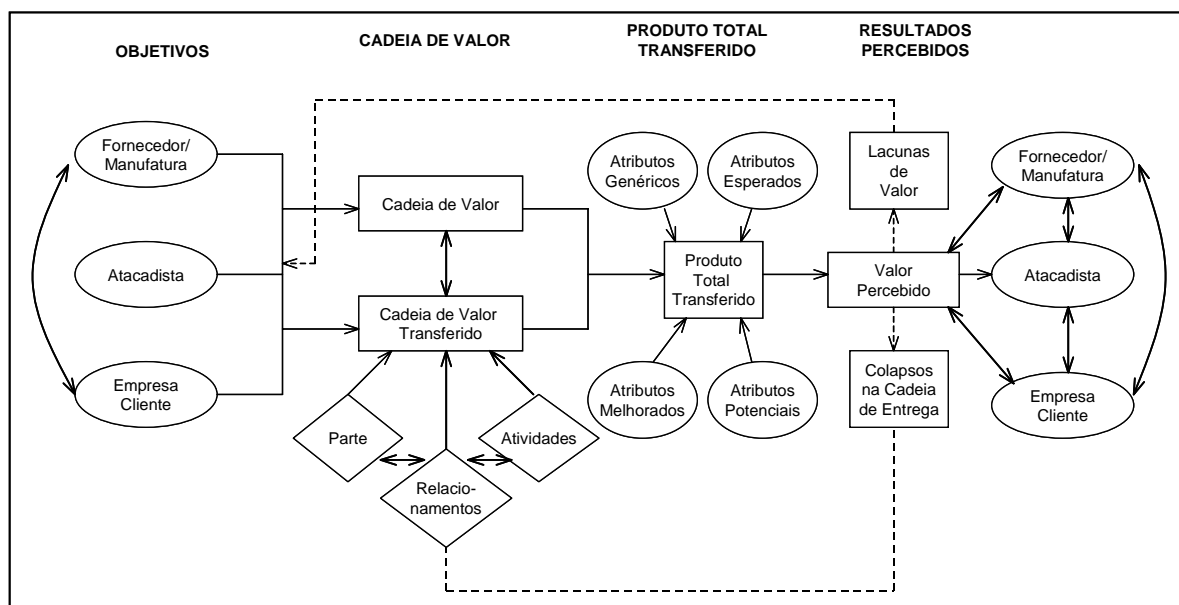 OBJETIVOS
CADEIA DE VALOR
PRODUTO TOTAL
TRANSFERIDO
RESULTADOS
PERCEBIDOS
Fornecedor/
Manufatura
Atacadista
Empresa
Cliente
Cadeia de Valor
Cadeia de Valor
Transferido
Parte
Relacio-
namentos
Atividades
Atributos
Genéricos
Atributos
Esperados
Produto
Total
Transferido
Atributos
Melhorados
Atributos
Potenciais
Lacunas
de
Valor
Valor
Percebido
Colapsos
na Cadeia
de Entrega
Fornecedor/
Manufatura
Atacadista
Empresa
Cliente